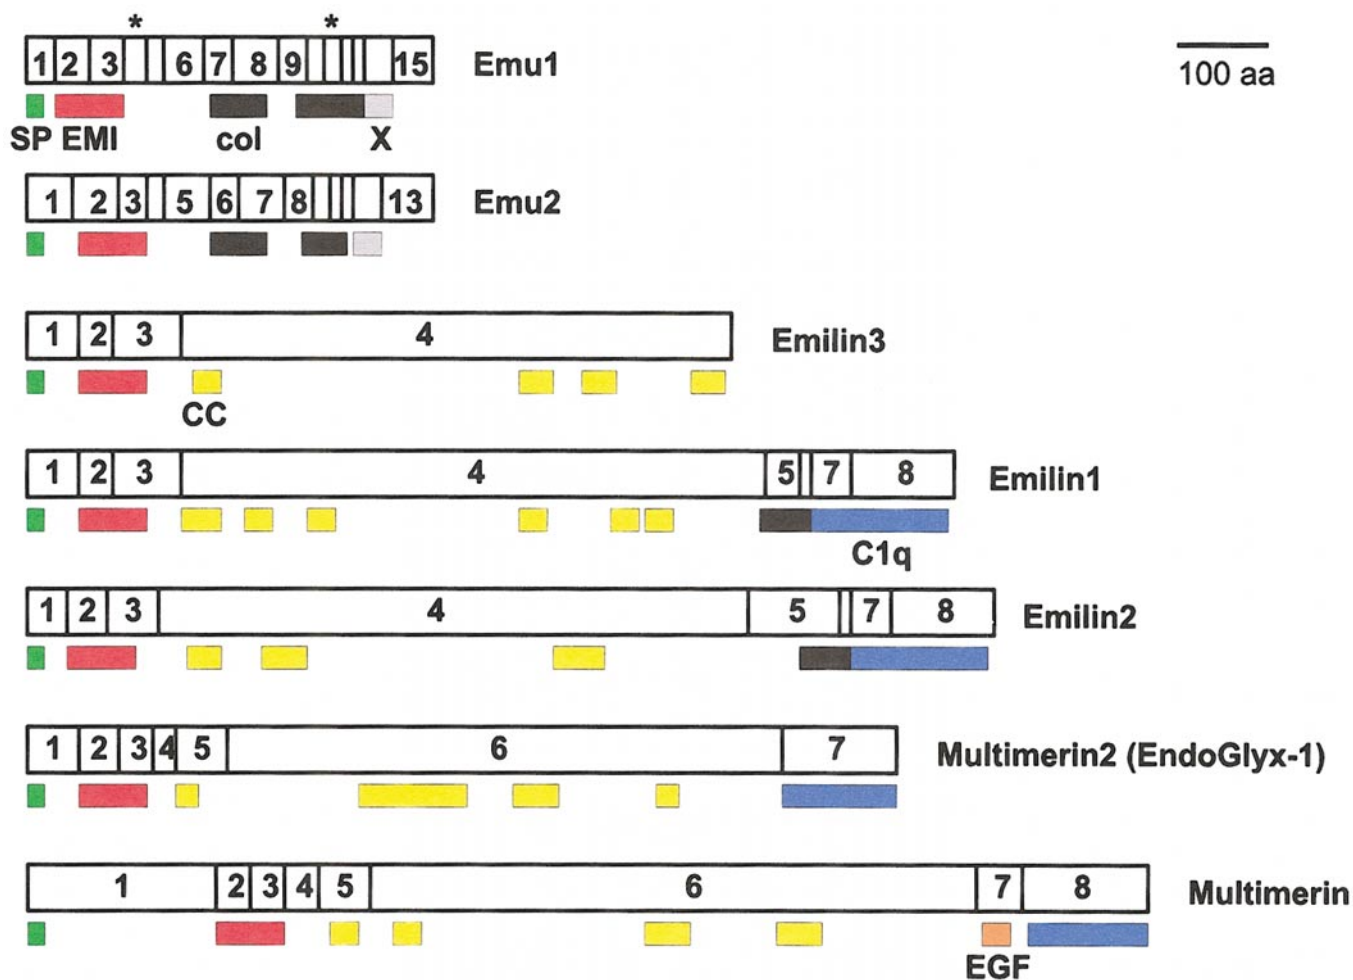 * *
1 2 3 6 7 8 9 15 Emu1
100 aa
SP EMI col X
1 2 3 5 6 7 8 13 Emu2
1 2 3 4 Emilin3
CC
1 2 3 4 5 7 8 Emilin1
C1q
1 2 3 4 5 7 8 Emilin2
1 2 3 4 5 6 7 Multimerin2 (EndoGlyx-1)
1 2 3 4 5 6 7 8 Multimerin
EGF